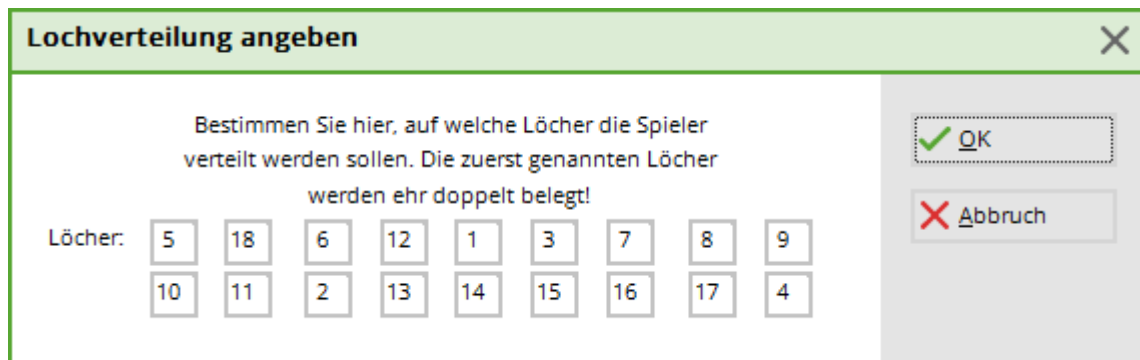 Lochverteilung angeben
Bestimmen Sie hier, auf welche Löcher die Spieler
verteilt werden sollen. Die zuerst genannten Löcher
werden ehr doppelt belegt!
Löcher: 5 18 6 12 1 3 7 8 9
10 11 2 13 14 15 16 17 4
OK
Abbruch